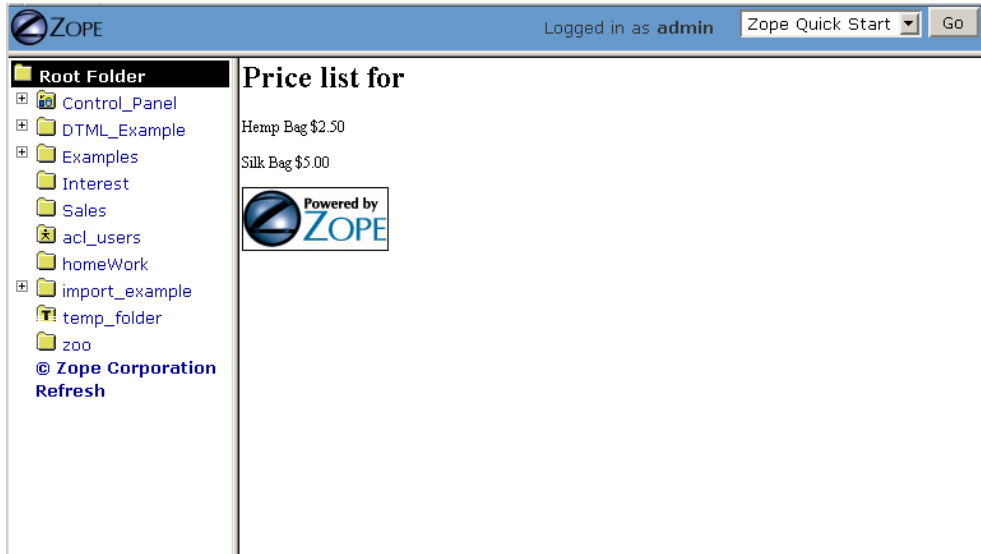 ZOPE
Logged in as admin
Zope Quick Start
Go
Root Folder
Control_Panel
DTML_Example
Examples
Interest
Sales
acl_users
homeWork
import_example
temp_folder
zoo
© Zope Corporation
Refresh
Price list for
Hemp Bag $2.50
Silk Bag $5.00
Powered by
ZOPE